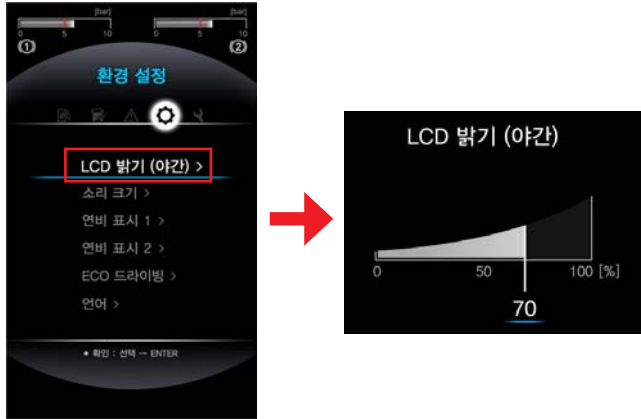 [bar] [bar]
0 5 10 0 5 10
(1) (2)
환경 설정
LCD 밝기 (야간) >
소리 크기 >
연비 표시 1 >
연비 표시 2 >
ECO 드라이빙 >
언어 >
● 확인 : 선택 → ENTER
LCD 밝기 (야간)
0 50 100 [%]
70